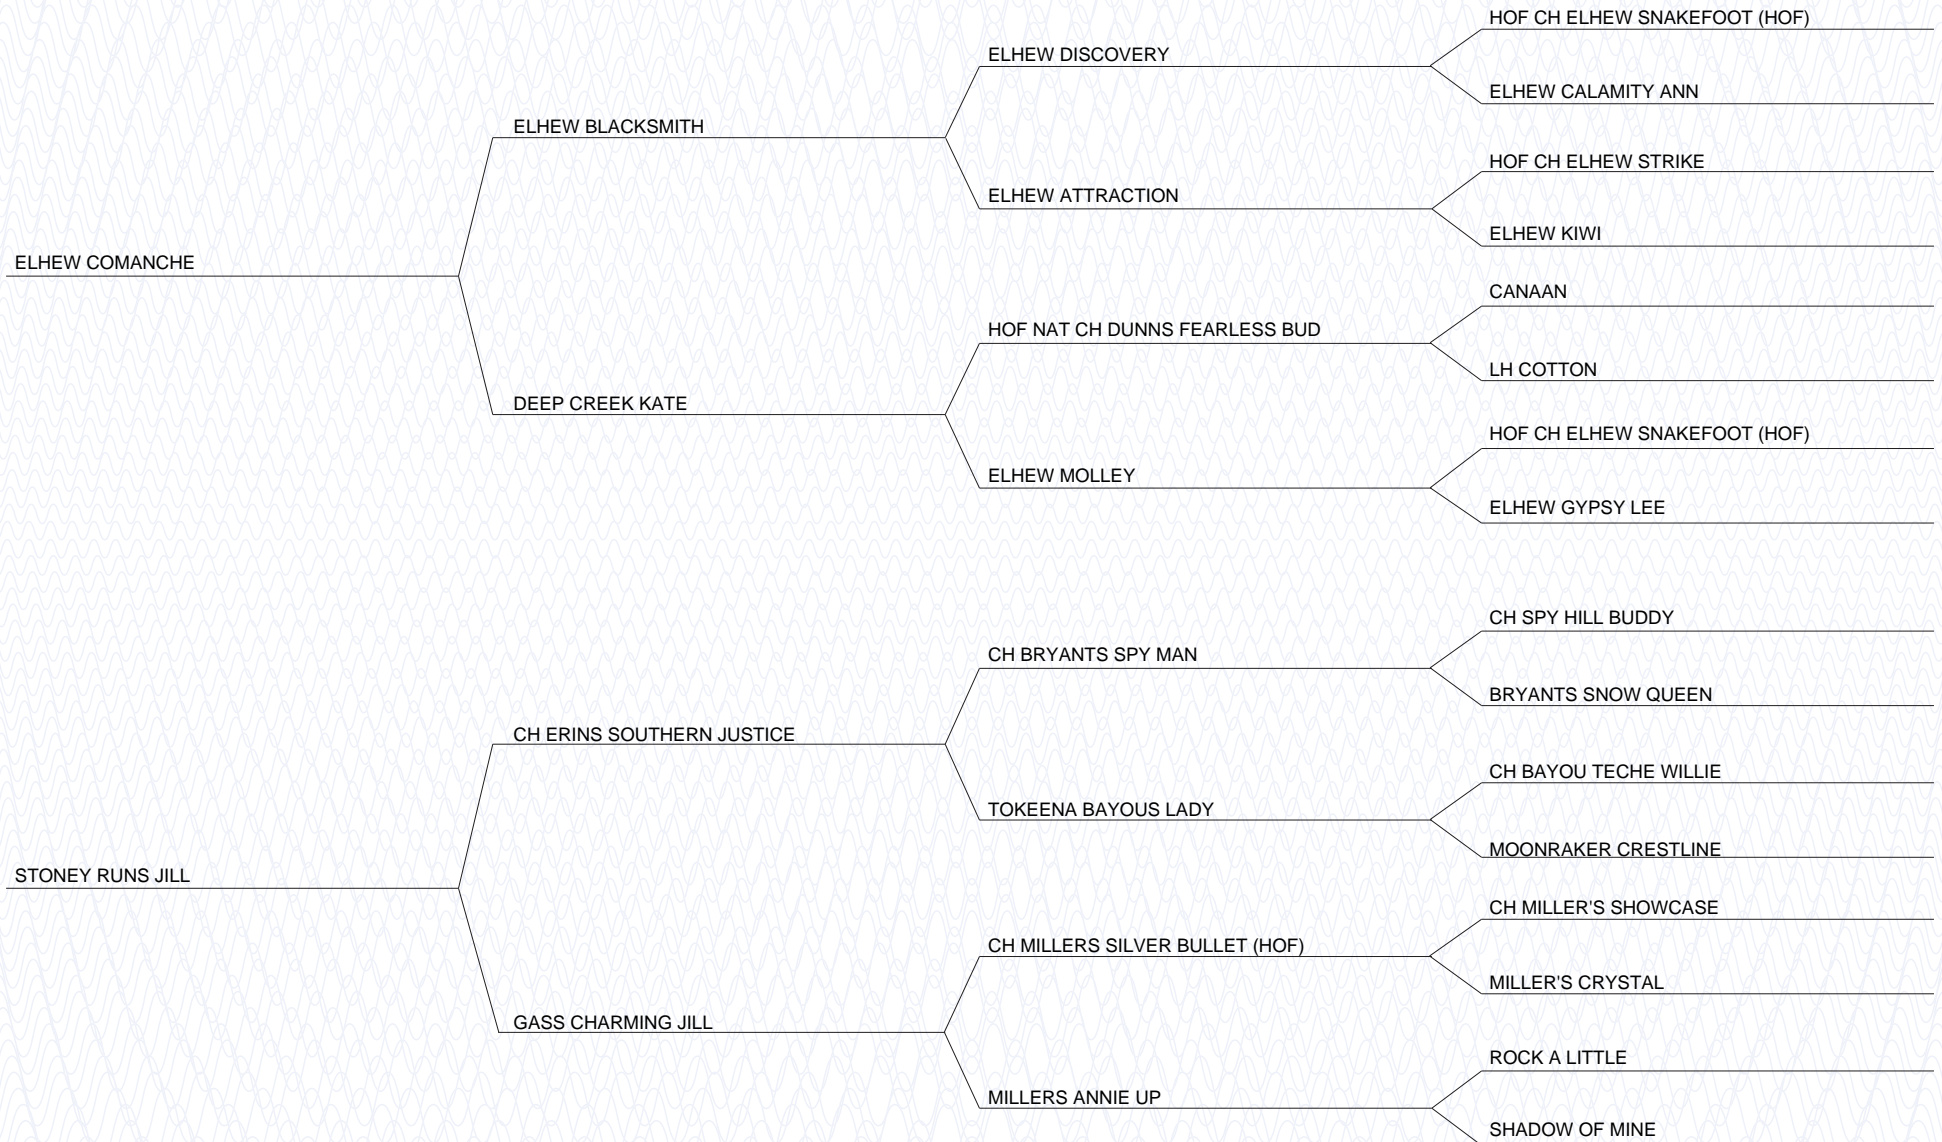 HOF CH ELHEW SNAKEFOOT (HOF)
ELHEW DISCOVERY
ELHEW CALAMITY ANN
ELHEW BLACKSMITH
HOF CH ELHEW STRIKE
ELHEW ATTRACTION
ELHEW KIWI
ELHEW COMANCHE
CANAAN
HOF NAT CH DUNNS FEARLESS BUD
LH COTTON
DEEP CREEK KATE
HOF CH ELHEW SNAKEFOOT (HOF)
ELHEW MOLLEY
ELHEW GYPSY LEE
CH SPY HILL BUDDY
CH BRYANTS SPY MAN
BRYANTS SNOW QUEEN
CH ERINS SOUTHERN JUSTICE
CH BAYOU TECHE WILLIE
TOKEENA BAYOUS LADY
MOONRAKER CRESTLINE
STONEY RUNS JILL
CH MILLER'S SHOWCASE
CH MILLERS SILVER BULLET (HOF)
MILLER'S CRYSTAL
GASS CHARMING JILL
ROCK A LITTLE
MILLERS ANNIE UP
SHADOW OF MINE